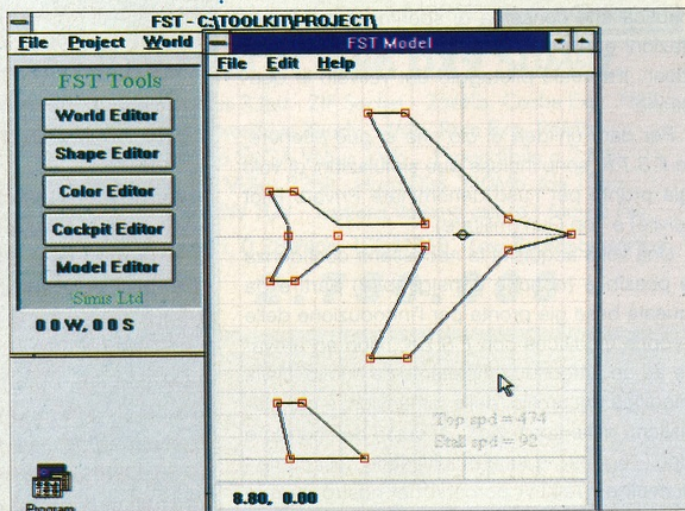 FST - C:\TOOLKIT\PROJECT\
File Project World
FST Tools
World Editor
Shape Editor
Color Editor
Cockpit Editor
Model Editor
Simis Ltd
0 0 W, 0 0 S
Program
FST Model
File Edit Help
Top spd = 474
Stall spd = 92
8.80, 0.00